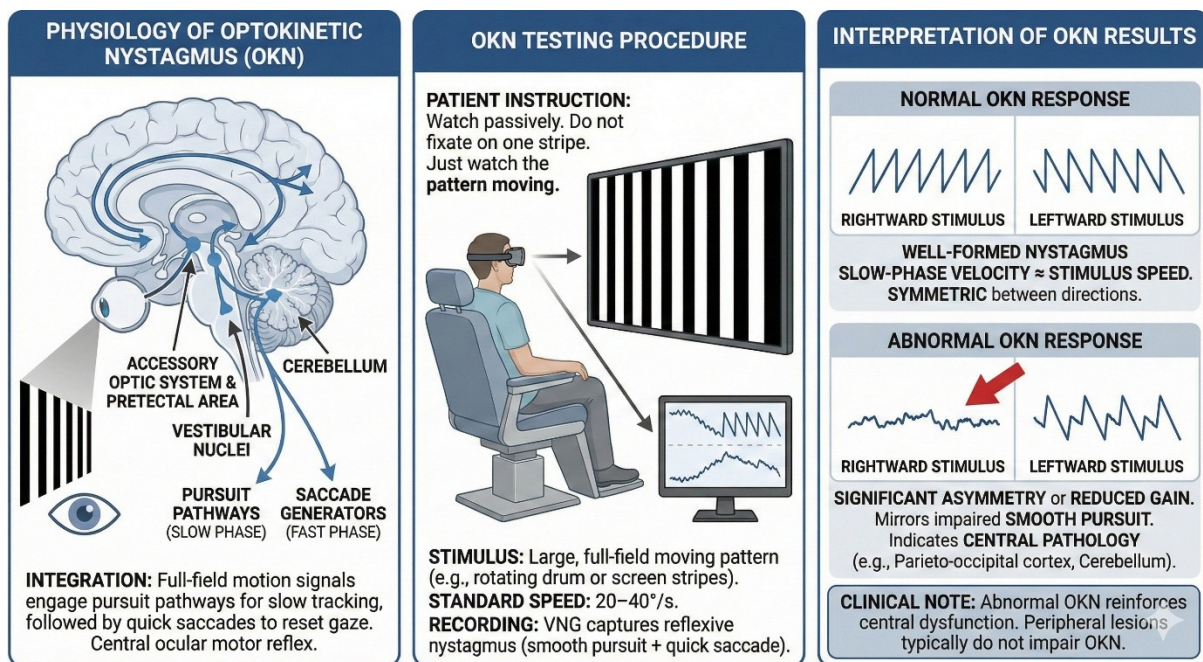 PHYSIOLOGY OF OPTOKINETIC
NYSTAGMUS (OKN)
ACCESSORY
OPTIC SYSTEM &
PRETECTAL AREA
CEREBELLUM
VESTIBULAR
NUCLEI
PURSUIT
PATHWAYS
(SLOW PHASE)
SACCADE
GENERATORS
(FAST PHASE)
INTEGRATION: Full-field motion signals
engage pursuit pathways for slow tracking,
followed by quick saccades to reset gaze.
Central ocular motor reflex.
OKN TESTING PROCEDURE
PATIENT INSTRUCTION:
Watch passively. Do not
fixate on one stripe.
Just watch the
pattern moving.
STIMULUS: Large, full-field moving pattern
(e.g., rotating drum or screen stripes).
STANDARD SPEED: 20–40°/s.
RECORDING: VNG captures reflexive
nystagmus (smooth pursuit + quick saccade).
INTERPRETATION OF OKN RESULTS
NORMAL OKN RESPONSE
RIGHTWARD STIMULUS
LEFTWARD STIMULUS
WELL-FORMED NYSTAGMUS
SLOW-PHASE VELOCITY ≈ STIMULUS SPEED.
SYMMETRIC between directions.
ABNORMAL OKN RESPONSE
RIGHTWARD STIMULUS
LEFTWARD STIMULUS
SIGNIFICANT ASYMMETRY or REDUCED GAIN.
Mirrors impaired SMOOTH PURSUIT.
Indicates CENTRAL PATHOLOGY
(e.g., Parieto-occipital cortex, Cerebellum).
CLINICAL NOTE: Abnormal OKN reinforces
central dysfunction. Peripheral lesions
typically do not impair OKN.